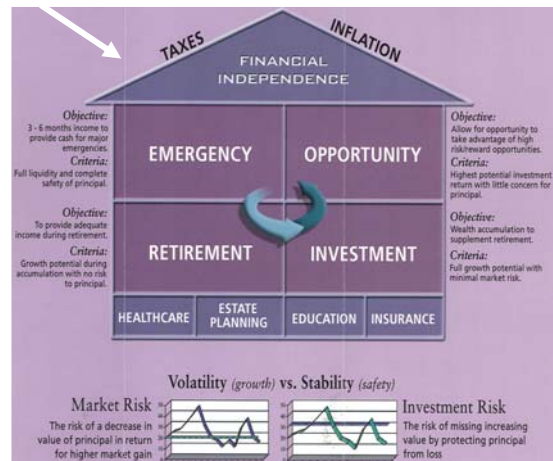 TAXES
INFLATION
FINANCIAL
INDEPENDENCE
Objective:
3 - 6 months income to
provide cash for major
emergencies.
Criteria:
Full liquidity and complete
safety of principal.
EMERGENCY
OPPORTUNITY
Objective:
Allow for opportunity to
take advantage of high
risk/reward opportunities.
Criteria:
Highest potential investment
return with little concern for
principal.
Objective:
To provide adequate
income during retirement.
Criteria:
Growth potential during
accumulation with no risk
to principal.
RETIREMENT
INVESTMENT
Objective:
Wealth accumulation to
supplement retirement.
Criteria:
Full growth potential with
minimal market risk.
HEALTHCARE
ESTATE
PLANNING
EDUCATION
INSURANCE
Volatility (growth) vs. Stability (safety)
Market Risk
The risk of a decrease in
value of principal in return
for higher market gain
Investment Risk
The risk of missing increasing
value by protecting principal
from loss